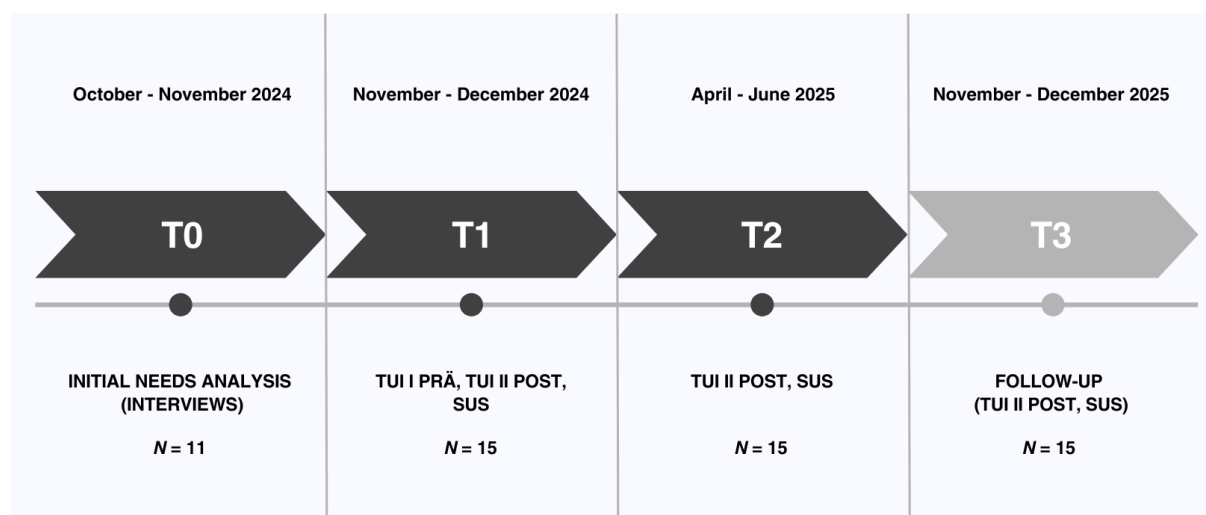 October - November 2024
November - December 2024
April - June 2025
November - December 2025
T0
T1
T2
T3
INITIAL NEEDS ANALYSIS
(INTERVIEWS)
N = 11
TUI I PRÄ, TUI II POST,
SUS
N = 15
TUI II POST, SUS
N = 15
FOLLOW-UP
(TUI II POST, SUS)
N = 15